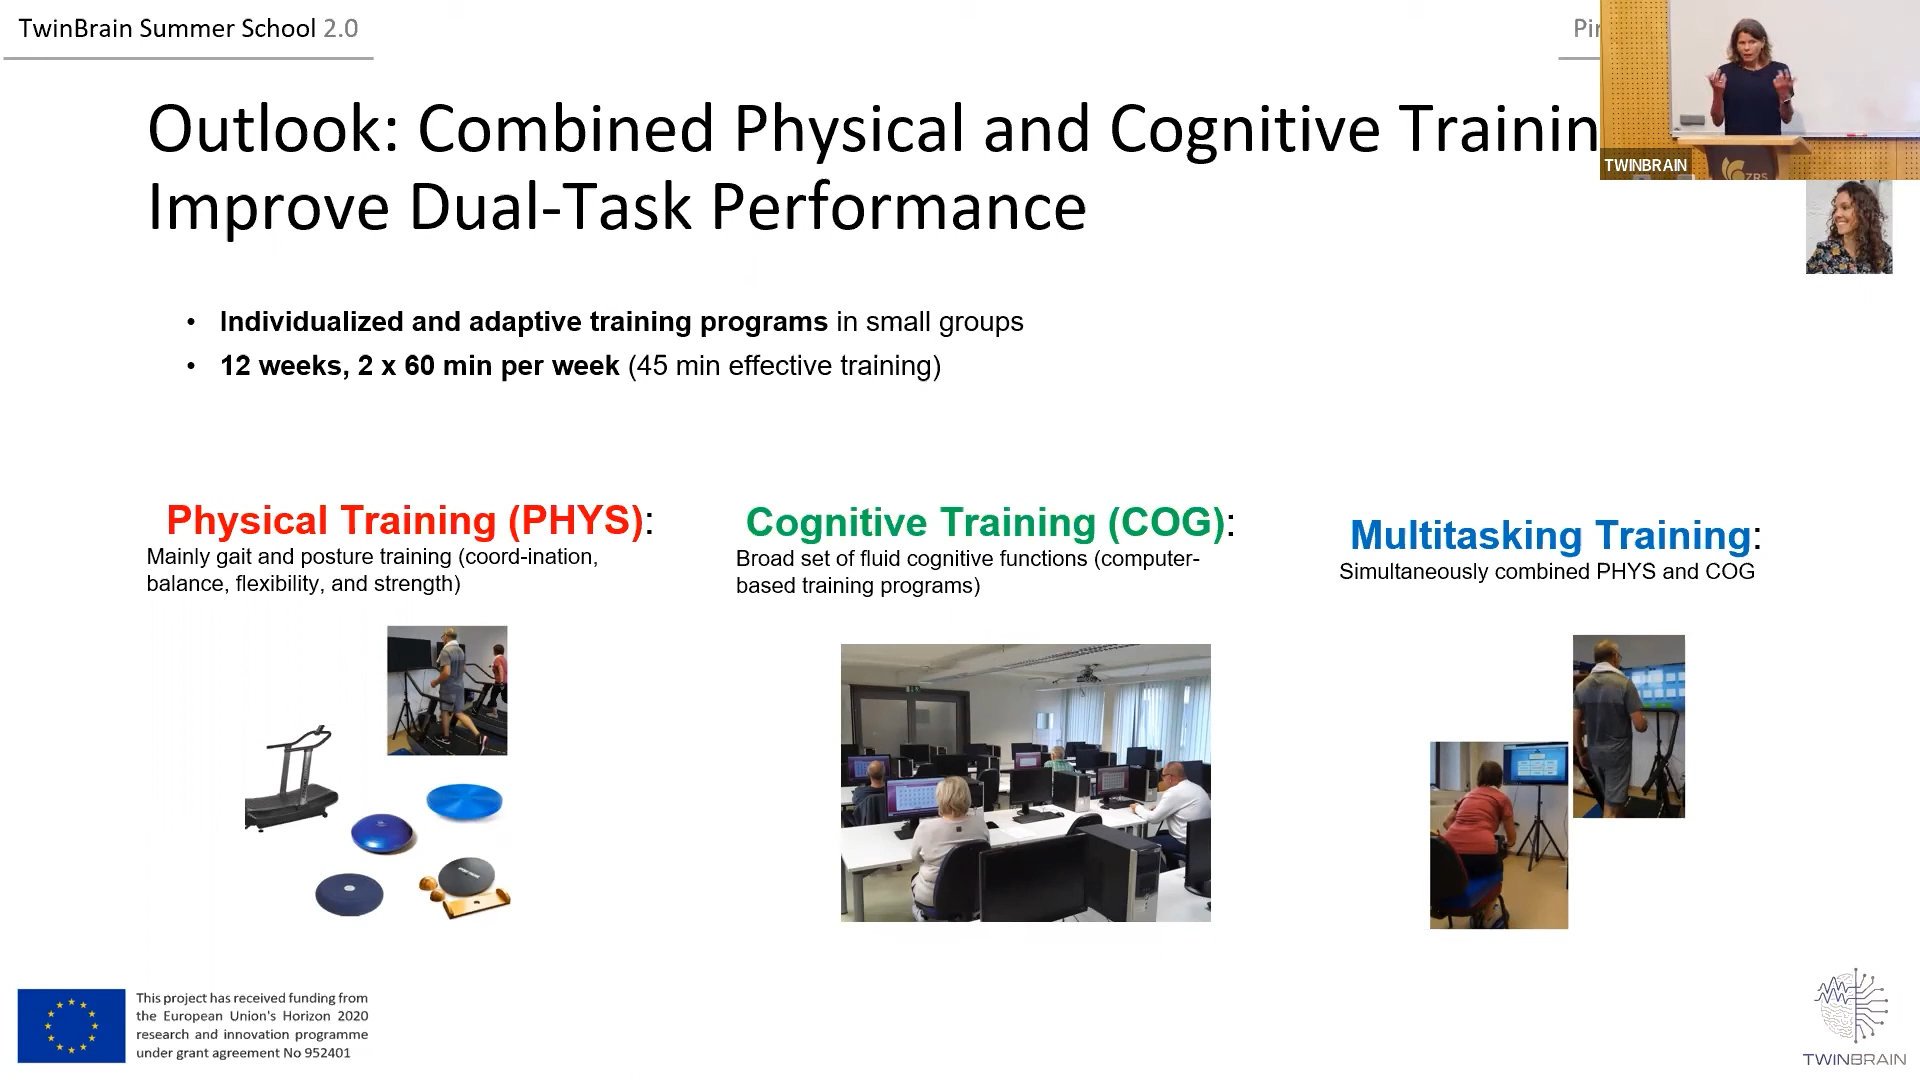 TwinBrain Summer School 2.0
Outlook: Combined Physical and Cognitive
Improve Dual-Task Performance
TWINBRAIN
ZRS
• Individualized and adaptive training programs in small groups
• 12 weeks, 2 x 60 min per week (45 min effective training)
Physical Training (PHYS):
Mainly gait and posture training (coord-ination,
balance, flexibility, and strength)
Cognitive Training (COG):
Broad set of fluid cognitive functions (computer-
based training programs)
Multitasking Training:
Simultaneously combined PHYS and COG
This project has received funding from
the European Union's Horizon 2020
research and innovation programme
under grant agreement No 952401
TWINBRAIN